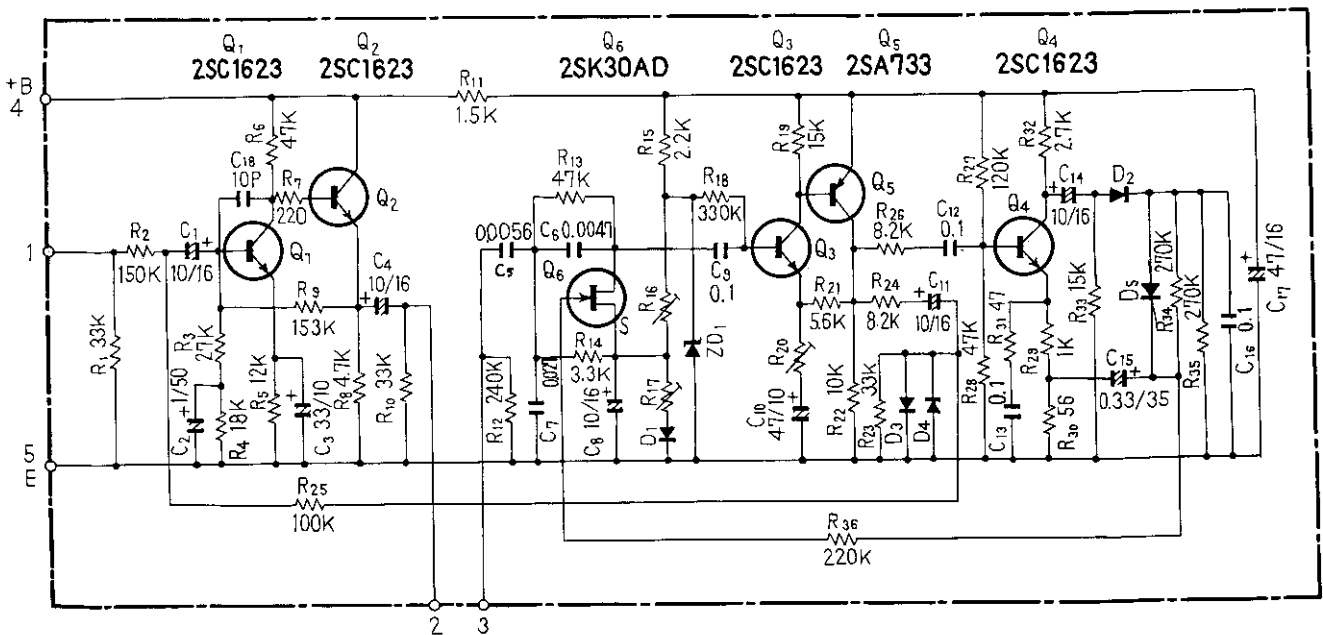 Q1 Q2 Q6 Q3 Q5 Q4
2SC1623 2SC1623 2SK30AD 2SC1623 2SA733 2SC1623
+B
4
R11
1.5K
R6 47K
R15 2.2K
R19 15K
R32 2.7K
C18
10P
R7
220
Q2
R13
47K
R18
330K
Q5
R27 120K
C14
+
10/16
D2
1
R2
150K
C1
+
10/16
Q1
0.0056
C5
C6 0.0047
Q6
S
C9
0.1
Q3
R26
8.2K
C12
0.1
Q4
C17 47/16
+
R1 33K
R3 27K
R9
153K
C4
+
10/16
R16
ZD1
R21
5.6K
R24
8.2K
C11
+
10/16
R33 15K
D5
R34 270K
R35 270K
C16 0.1
R14
3.3K
R20
R31 47
R29 1K
C2 +1/50
R4 18K
R5 12K
C3 33/10
+
R8 4.7K
R10 33K
R12 240K
0.027
C7
C8 10/16
+
R17
D1
C10 47/10
+
R22 10K
R23 33K
D3
D4
R28 47K
C13 0.1
R30 56
C15
+
0.33/35
5
E
R25
100K
R36
220K
2 3